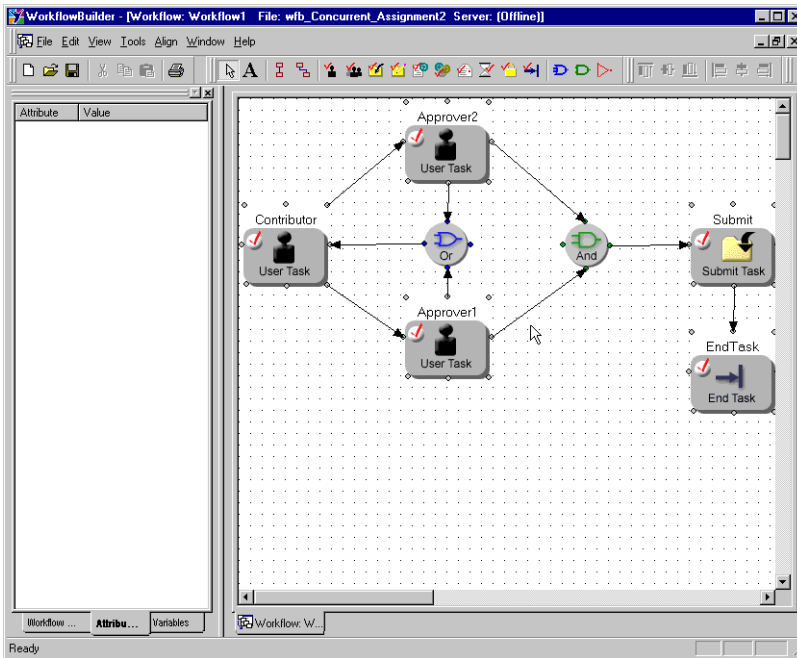 WorkflowBuilder - [Workflow: Workflow1 File: wfb_Concurrent_Assignment2 Server: (Offline)]
File Edit View Tools Align Window Help
A
Attribute Value
Approver2
User Task
Contributor
User Task
Or
And
Submit
Submit Task
Approver1
User Task
EndTask
End Task
Workflow ... Attribu... Variables
Workflow: W...
Ready